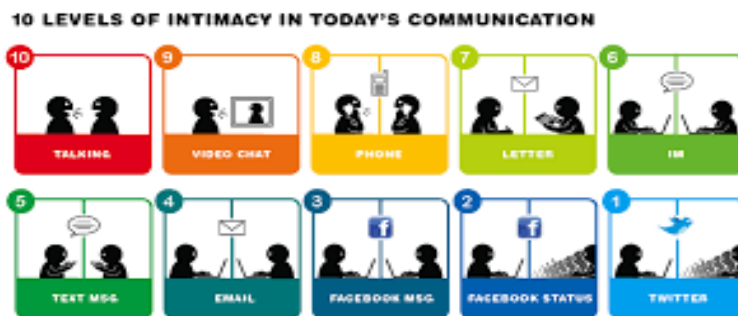 10 LEVELS OF INTIMACY IN TODAY'S COMMUNICATION
10 9 8 7 6
TALKING VIDEO CHAT PHONE LETTER IM
5 4 3 2 1
f f
TEXT MSG EMAIL FACEBOOK MSG FACEBOOK STATUS TWITTER